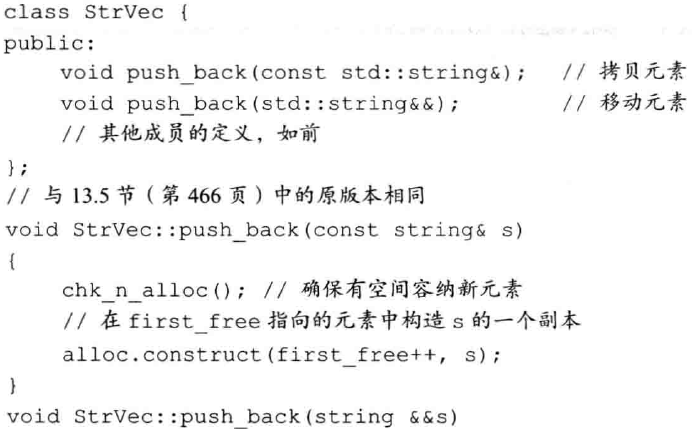 class StrVec {
public:
    void push_back(const std::string&);   // 拷贝元素
    void push_back(std::string&&);        // 移动元素
    // 其他成员的定义，如前
};
// 与 13.5 节（第 466 页）中的原版本相同
void StrVec::push_back(const string& s)
{
    chk_n_alloc(); // 确保有空间容纳新元素
    // 在 first_free 指向的元素中构造 s 的一个副本
    alloc.construct(first_free++, s);
}
void StrVec::push_back(string &&s)